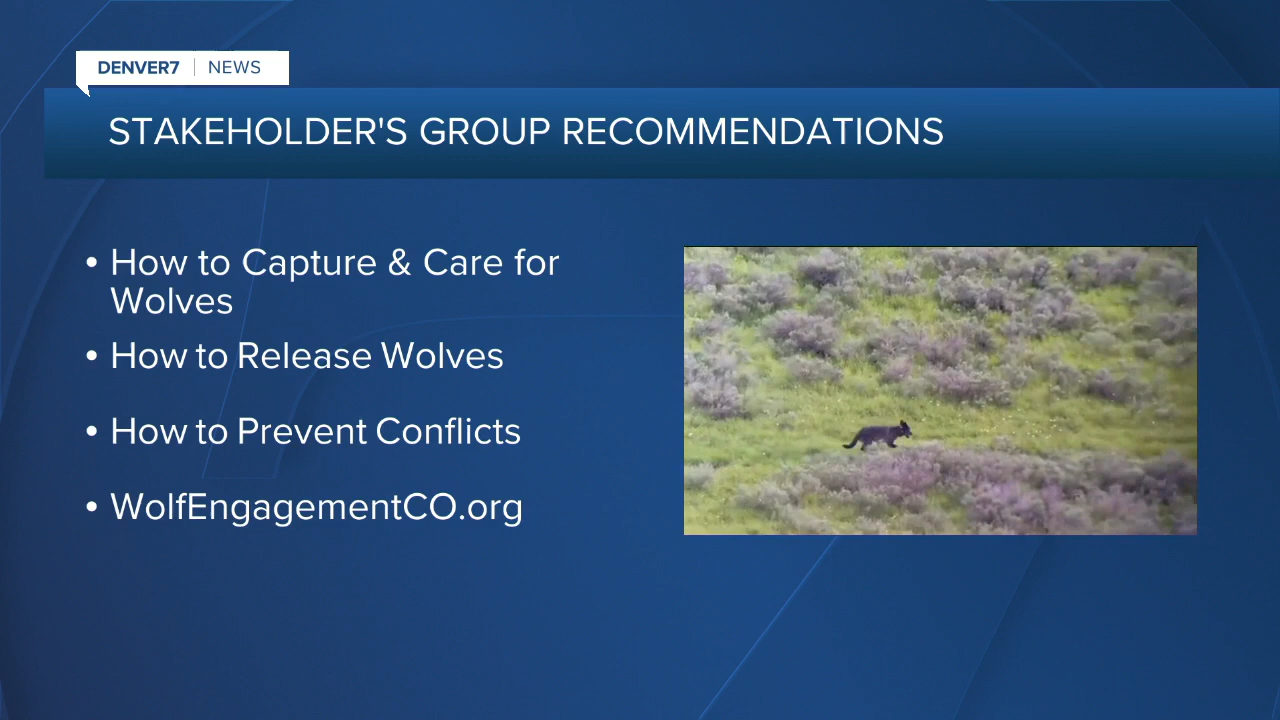 DENVER7 | NEWS
STAKEHOLDER'S GROUP RECOMMENDATIONS
• How to Capture & Care for
Wolves
• How to Release Wolves
• How to Prevent Conflicts
• WolfEngagementCO.org